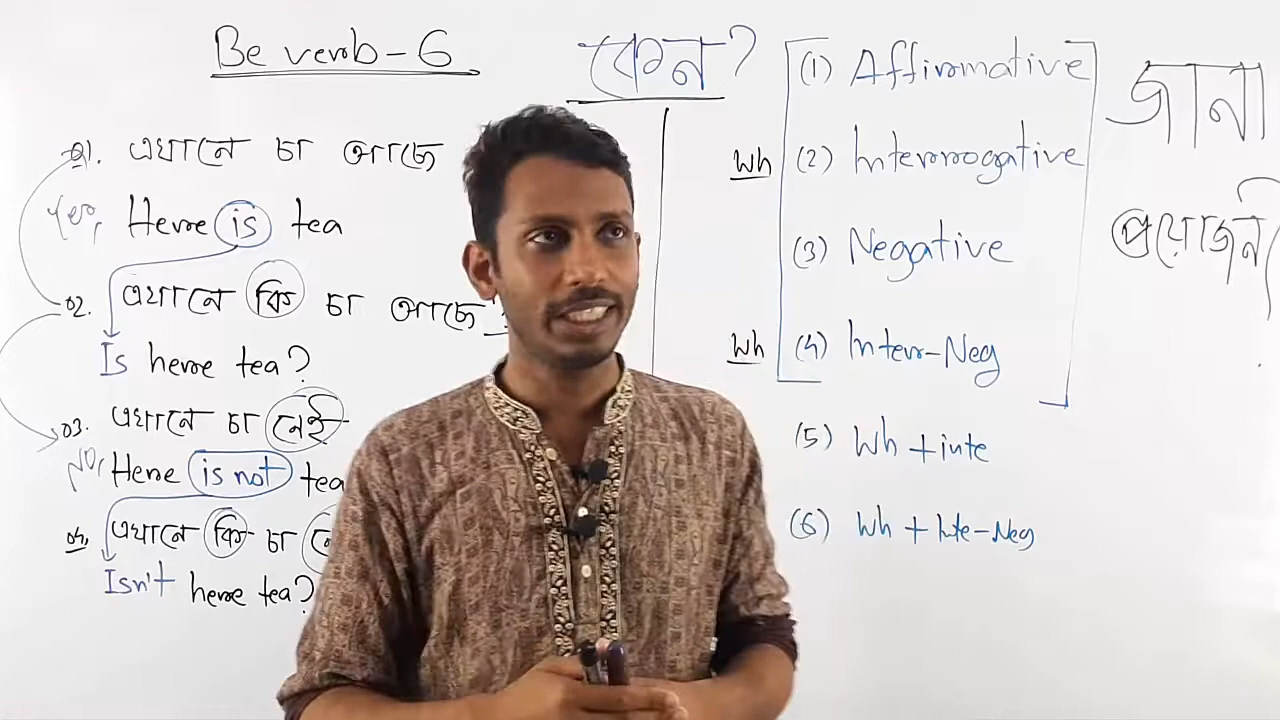 Be verb-6
০১. এখানে চা আছে
Yes, Here is tea
০২. এখানে কি চা আছে?
Is here tea?
০৩. এখানে চা নেই
NO, Here is not tea
০৪. এখানে কি চা
Isn't here tea?
কেন?
(1) Affirmative
Wh (2) Interrogative
(3) Negative
Wh (4) Inter-Neg
(5) Wh + inte
(6) Wh + Inte-Neg
জানা
প্রয়োজন